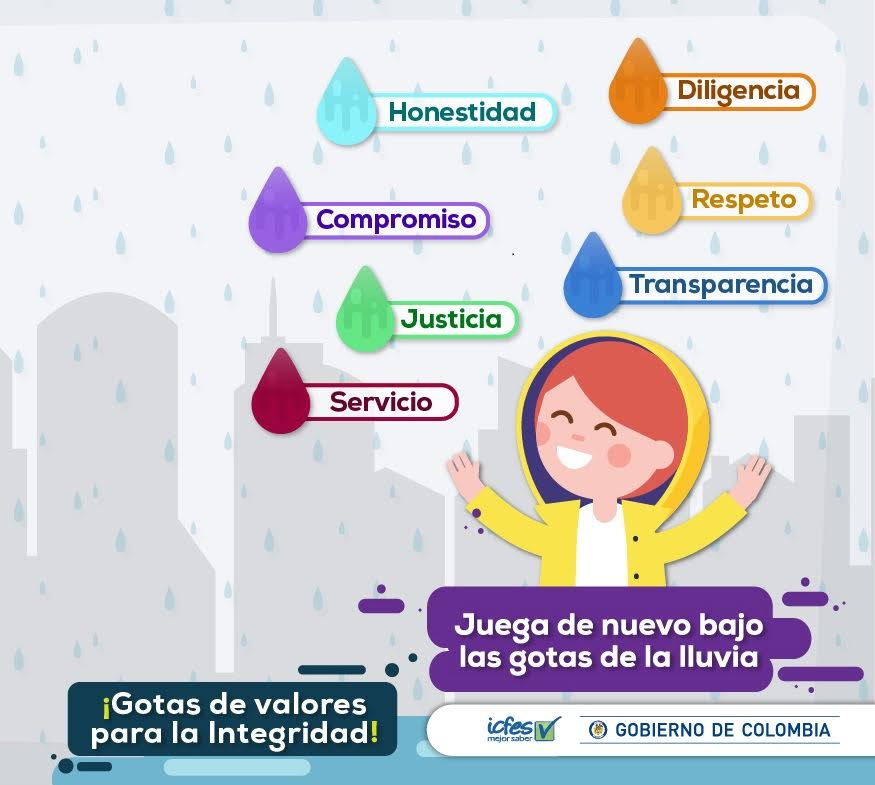 Honestidad
Diligencia
Compromiso
Respeto
Justicia
Transparencia
Servicio
Juega de nuevo bajo
las gotas de la lluvia
¡Gotas de valores
para la Integridad!
icfes
mejor saber
GOBIERNO DE COLOMBIA